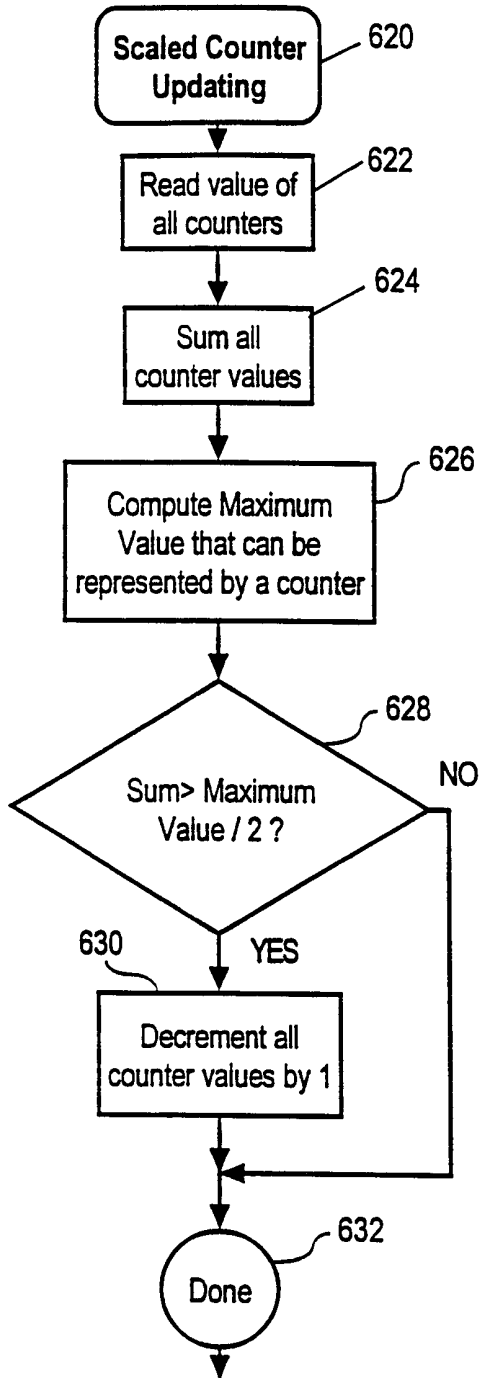 Scaled Counter
Updating
620
Read value of
all counters
622
Sum all
counter values
624
Compute Maximum
Value that can be
represented by a counter
626
Sum> Maximum
Value / 2 ?
628
NO
YES
630
Decrement all
counter values by 1
Done
632